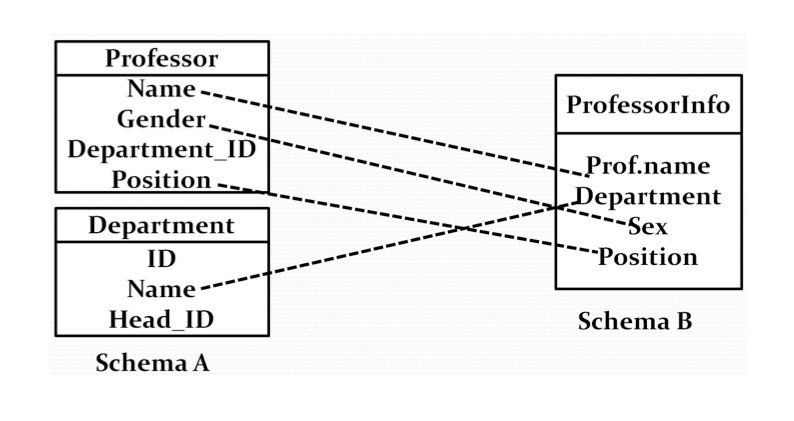 Professor
Name
Gender
Department_ID
Position
Department
ID
Name
Head_ID
Schema A
ProfessorInfo
Prof.name
Department
Sex
Position
Schema B